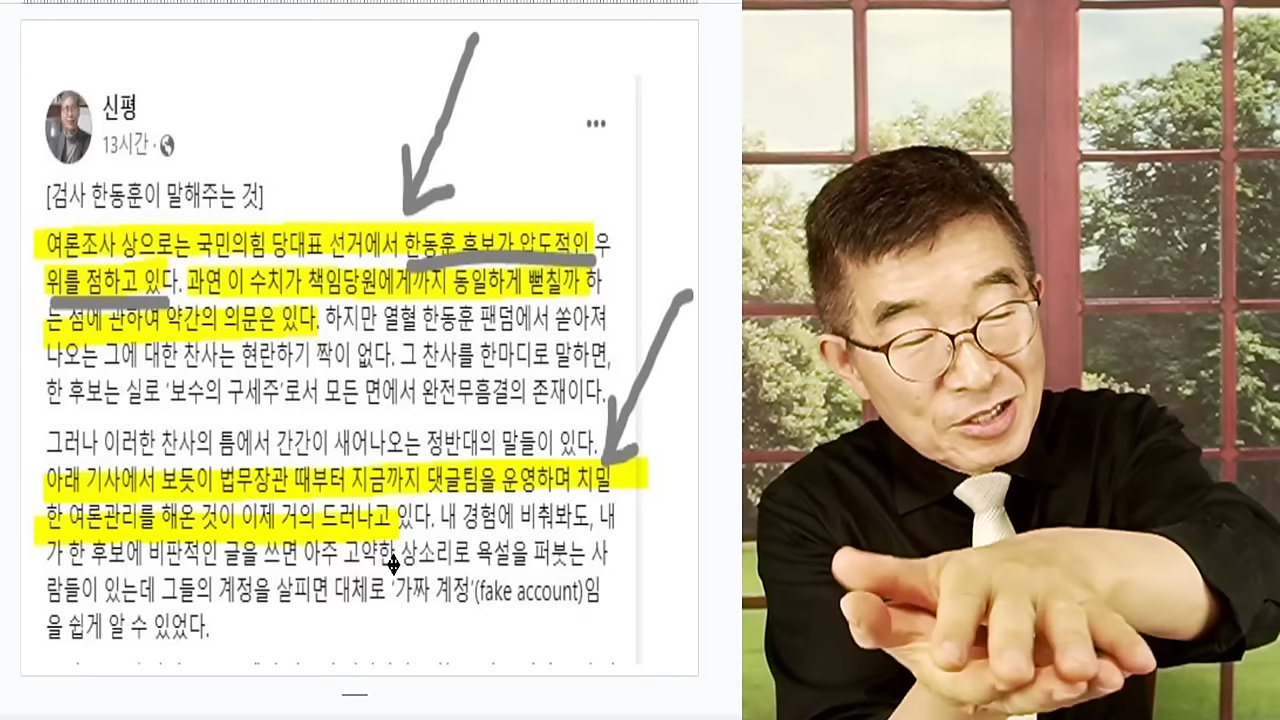 신평
13시간
[검사 한동훈이 말해주는 것]
여론조사 상으로는 국민의힘 당대표 선거에서 한동훈 후보가 압도적인 우
위를 점하고 있다. 과연 이 수치가 책임당원에게까지 동일하게 뻗칠까 하
는 점에 관하여 약간의 의문은 있다. 하지만 열혈 한동훈 팬덤에서 쏟아져
나오는 그에 대한 찬사는 현란하기 짝이 없다. 그 찬사를 한마디로 말하면,
한 후보는 실로 '보수의 구세주'로서 모든 면에서 완전무흠결의 존재이다.
그러나 이러한 찬사의 틈에서 간간이 새어나오는 정반대의 말들이 있다.
아래 기사에서 보듯이 법무장관 때부터 지금까지 댓글팀을 운영하며 치밀
한 여론관리를 해온 것이 이제 거의 드러나고 있다. 내 경험에 비춰봐도, 내
가 한 후보에 비판적인 글을 쓰면 아주 고약한 상소리로 욕설을 퍼붓는 사
람들이 있는데 그들의 계정을 살피면 대체로 '가짜 계정'(fake account)임
을 쉽게 알 수 있었다.